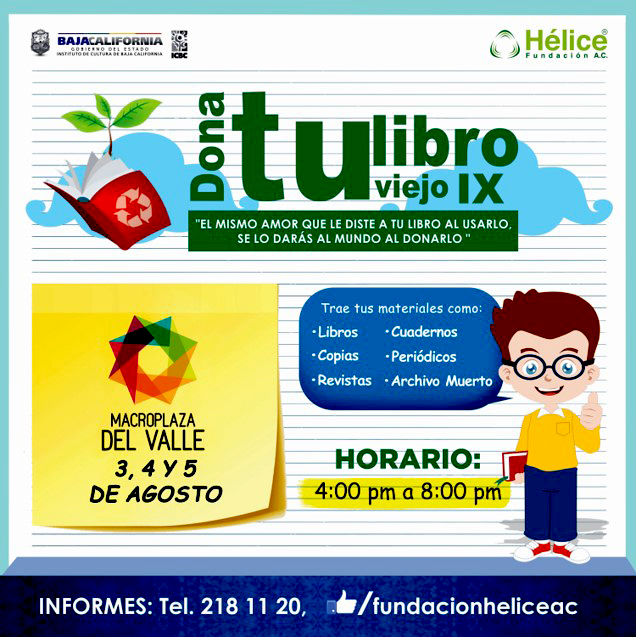 BAJACALIFORNIA
GOBIERNO DEL ESTADO
INSTITUTO DE CULTURA DE BAJA CALIFORNIA
ICBC
Hélice
Fundación A.C.
Dona
tu
libro
viejo IX
"EL MISMO AMOR QUE LE DISTE A TU LIBRO AL USARLO,
SE LO DARÁS AL MUNDO AL DONARLO "
MACROPLAZA
DEL VALLE
3, 4 Y 5
DE AGOSTO
Trae tus materiales como:
·Libros ·Cuadernos
·Copias ·Periódicos
·Revistas ·Archivo Muerto
HORARIO:
4:00 pm a 8:00 pm
INFORMES: Tel. 218 11 20, /fundacionheliceac